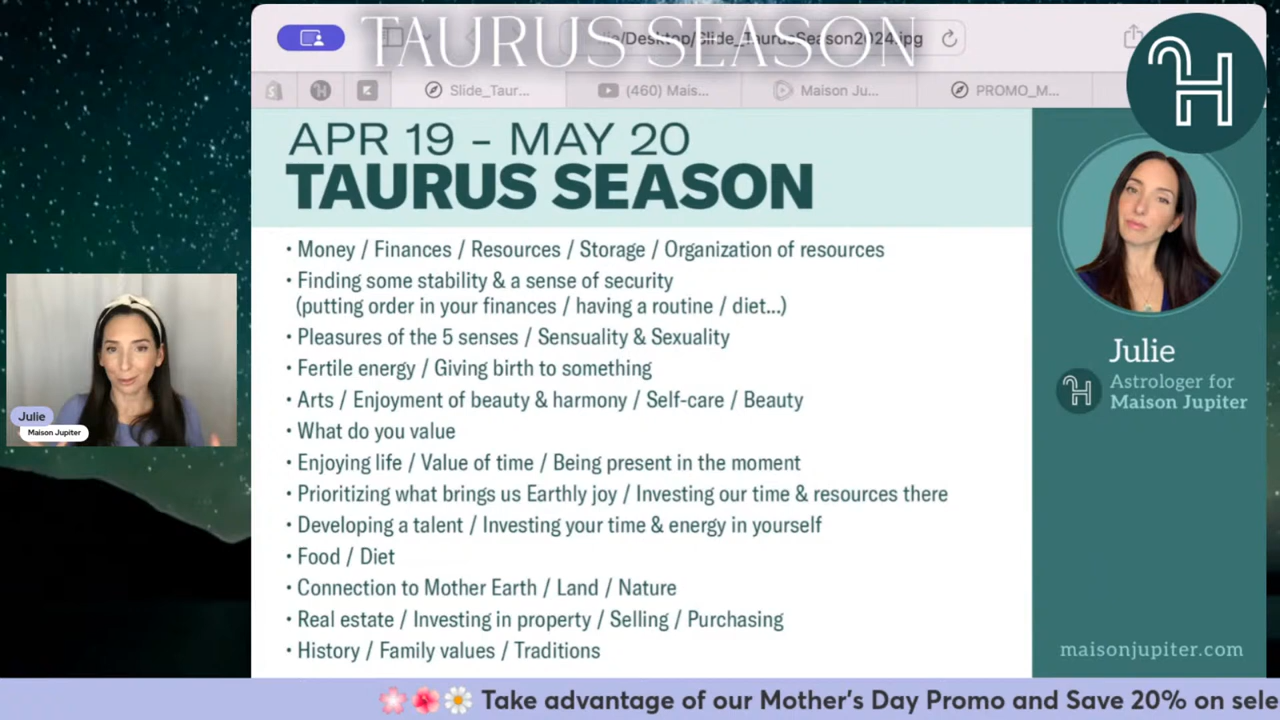 TAURUS SEASON
/Desktop/Slide_TaurusSeason2024.jpg
Slide_Taur...
(460) Mais...
Maison Ju...
PROMO_M...
APR 19 - MAY 20
TAURUS SEASON
• Money / Finances / Resources / Storage / Organization of resources
• Finding some stability & a sense of security
(putting order in your finances / having a routine / diet...)
• Pleasures of the 5 senses / Sensuality & Sexuality
• Fertile energy / Giving birth to something
• Arts / Enjoyment of beauty & harmony / Self-care / Beauty
• What do you value
• Enjoying life / Value of time / Being present in the moment
• Prioritizing what brings us Earthly joy / Investing our time & resources there
• Developing a talent / Investing your time & energy in yourself
• Food / Diet
• Connection to Mother Earth / Land / Nature
• Real estate / Investing in property / Selling / Purchasing
• History / Family values / Traditions
Julie
Astrologer for
Maison Jupiter
maisonjupiter.com
Julie
Maison Jupiter
Take advantage of our Mother's Day Promo and Save 20% on sele